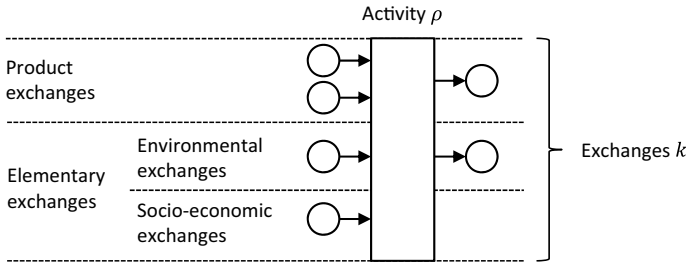 Activity ρ
Product
exchanges
Elementary
exchanges
Environmental
exchanges
Socio-economic
exchanges
Exchanges k